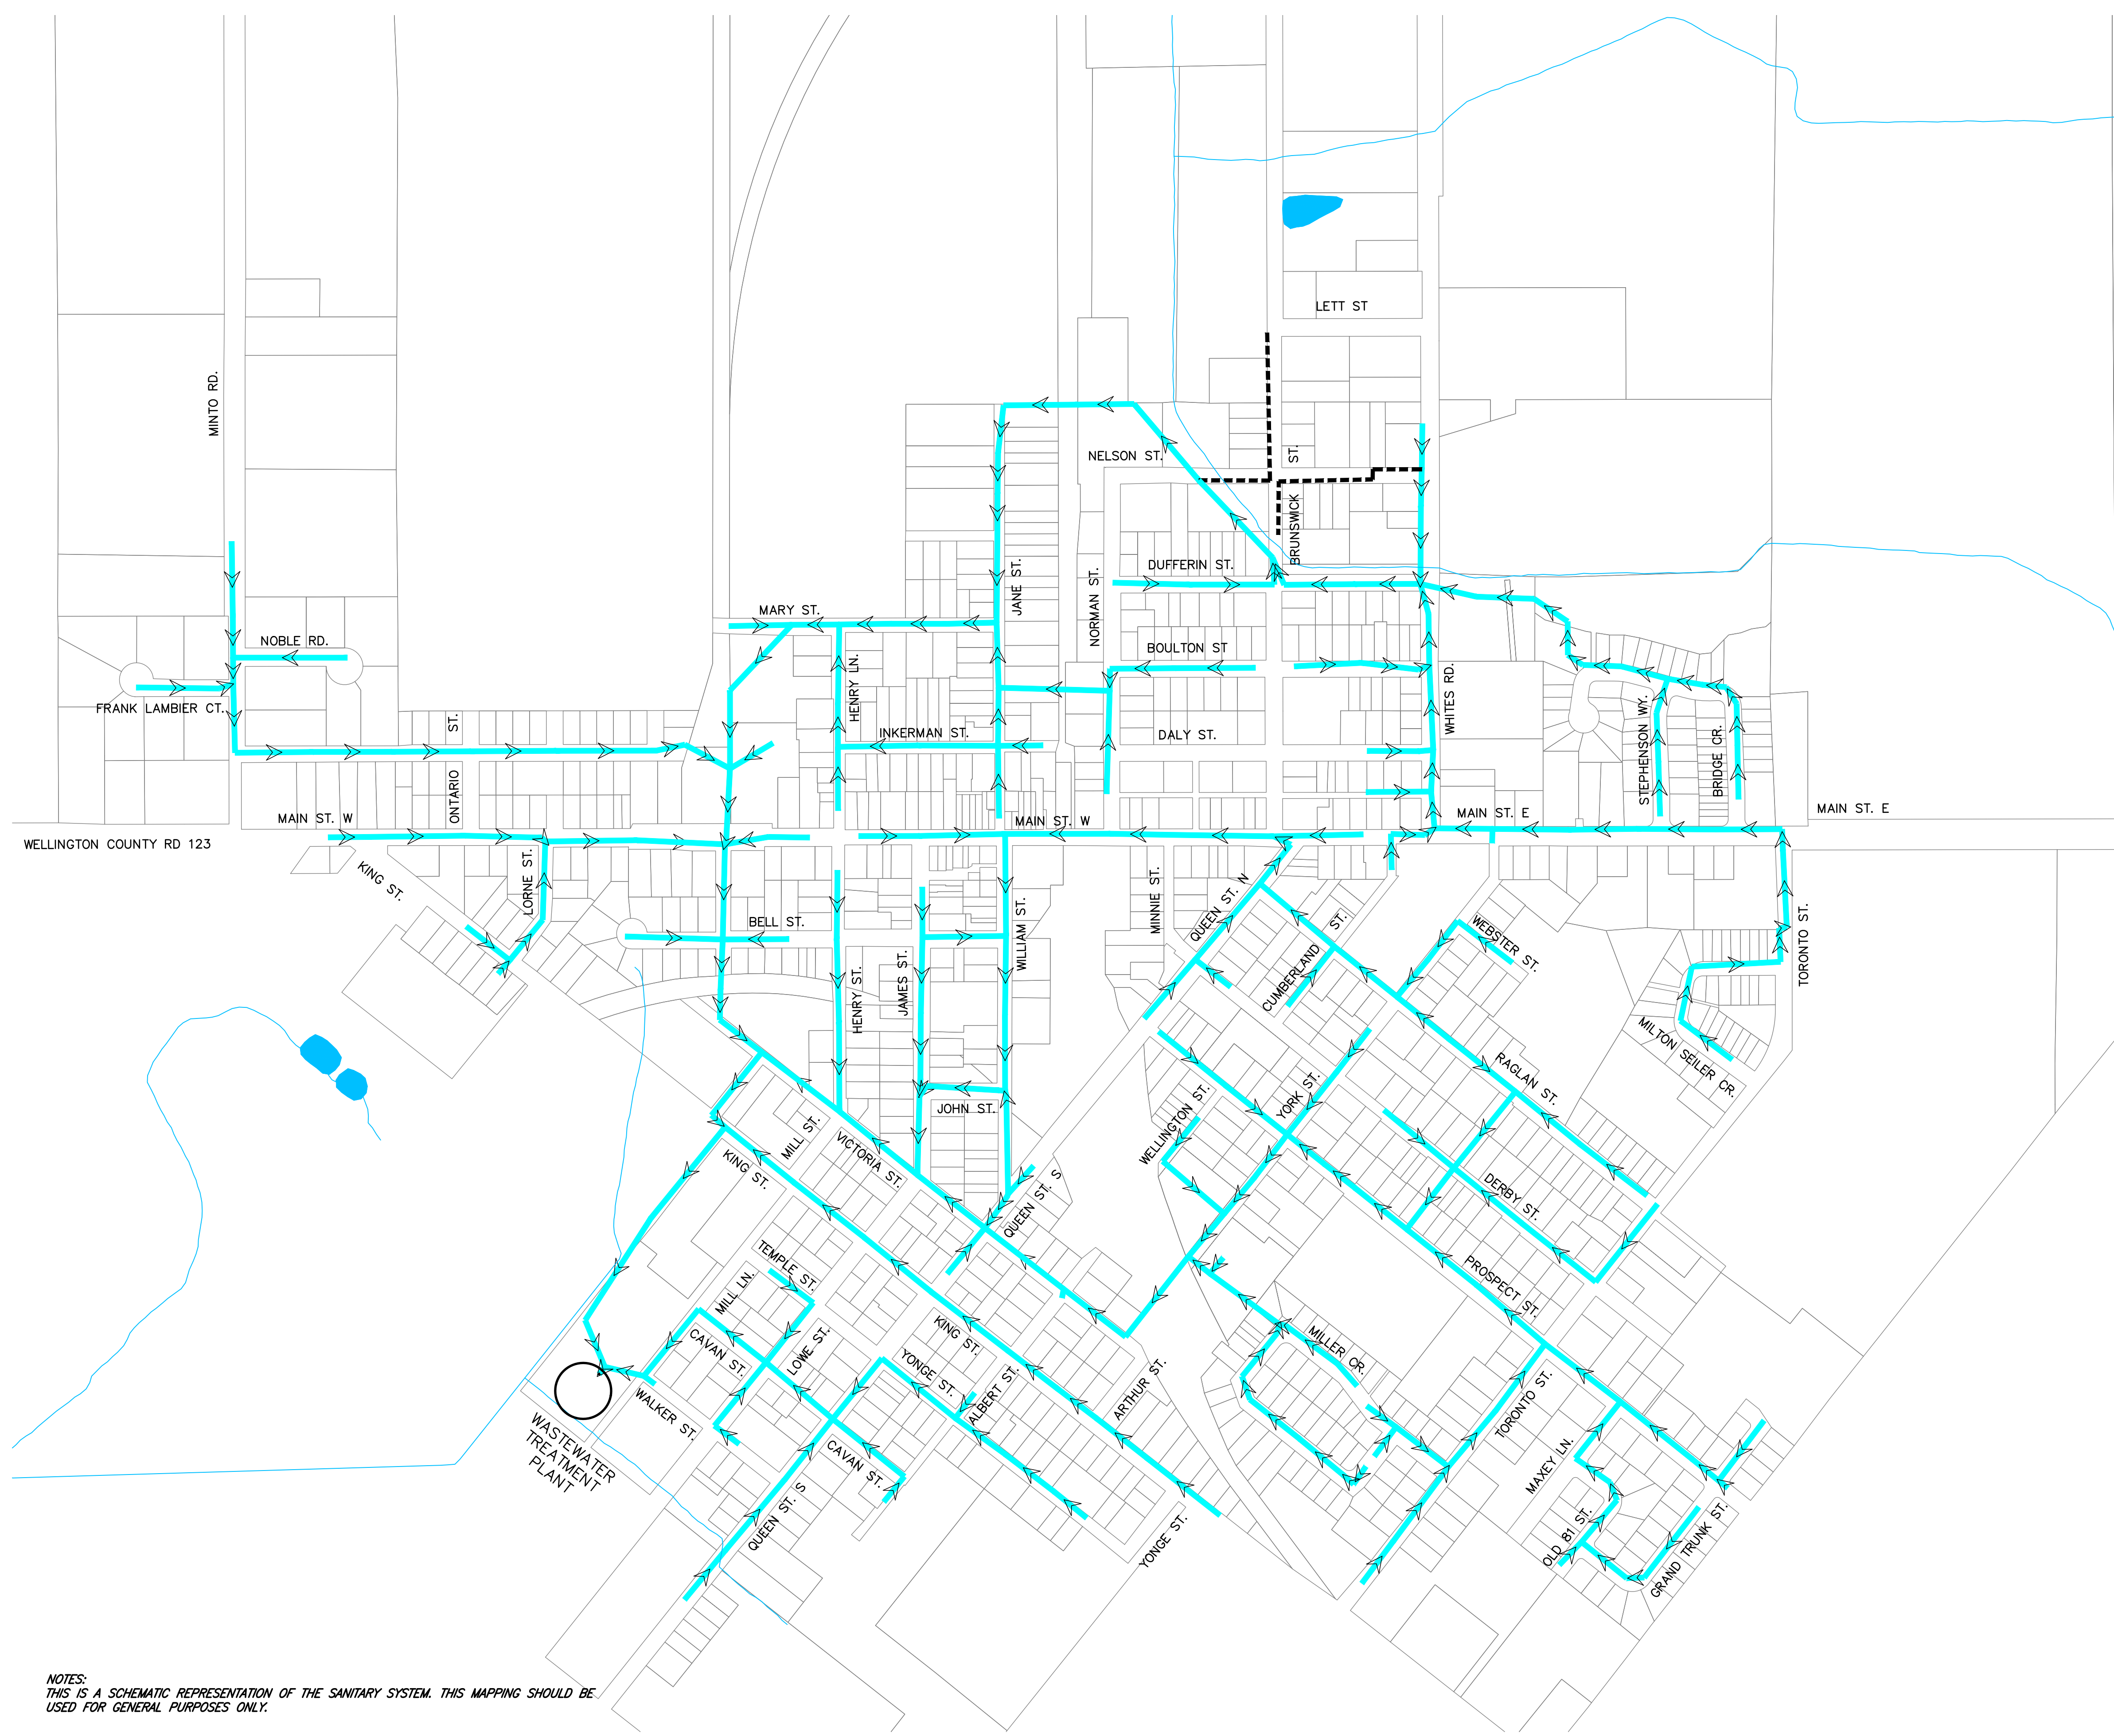 LETT ST
MINTO RD.
NELSON ST.
BRUNSWICK
ST.
DUFFERIN ST.
JANE ST.
NORMAN ST.
MARY ST.
NOBLE RD.
BOULTON ST
HENRY LN.
WHITES RD.
FRANK LAMBIER CT.
ONTARIO
ST.
INKERMAN ST.
DALY ST.
STEPHENSON WY.
BRIDGE CR.
MAIN ST. W
MAIN ST. W
MAIN ST. E
MAIN ST. E
WELLINGTON COUNTY RD 123
KING ST.
LORNE ST.
BELL ST.
HENRY ST.
JAMES ST.
WILLIAM ST.
MINNIE ST.
QUEEN ST. N
CUMBERLAND
ST.
WEBSTER ST.
TORONTO ST.
MILTON SEILER CR.
RAGLAN ST.
JOHN ST.
WELLINGTON ST.
YORK ST.
MILL ST.
VICTORIA ST.
KING ST.
QUEEN ST. S
DERBY ST.
PROSPECT ST.
TEMPLE ST.
MILL LN.
CAVAN ST.
LOWE ST.
KING ST.
YONGE ST.
ALBERT ST.
ARTHUR ST.
MILLER CR.
TORONTO ST.
WALKER ST.
CAVAN ST.
MAXEY LN.
WASTEWATER
TREATMENT
PLANT
QUEEN ST. S
YONGE ST.
OLD 81 ST.
GRAND TRUNK ST.
NOTES:
THIS IS A SCHEMATIC REPRESENTATION OF THE SANITARY SYSTEM. THIS MAPPING SHOULD BE
USED FOR GENERAL PURPOSES ONLY.